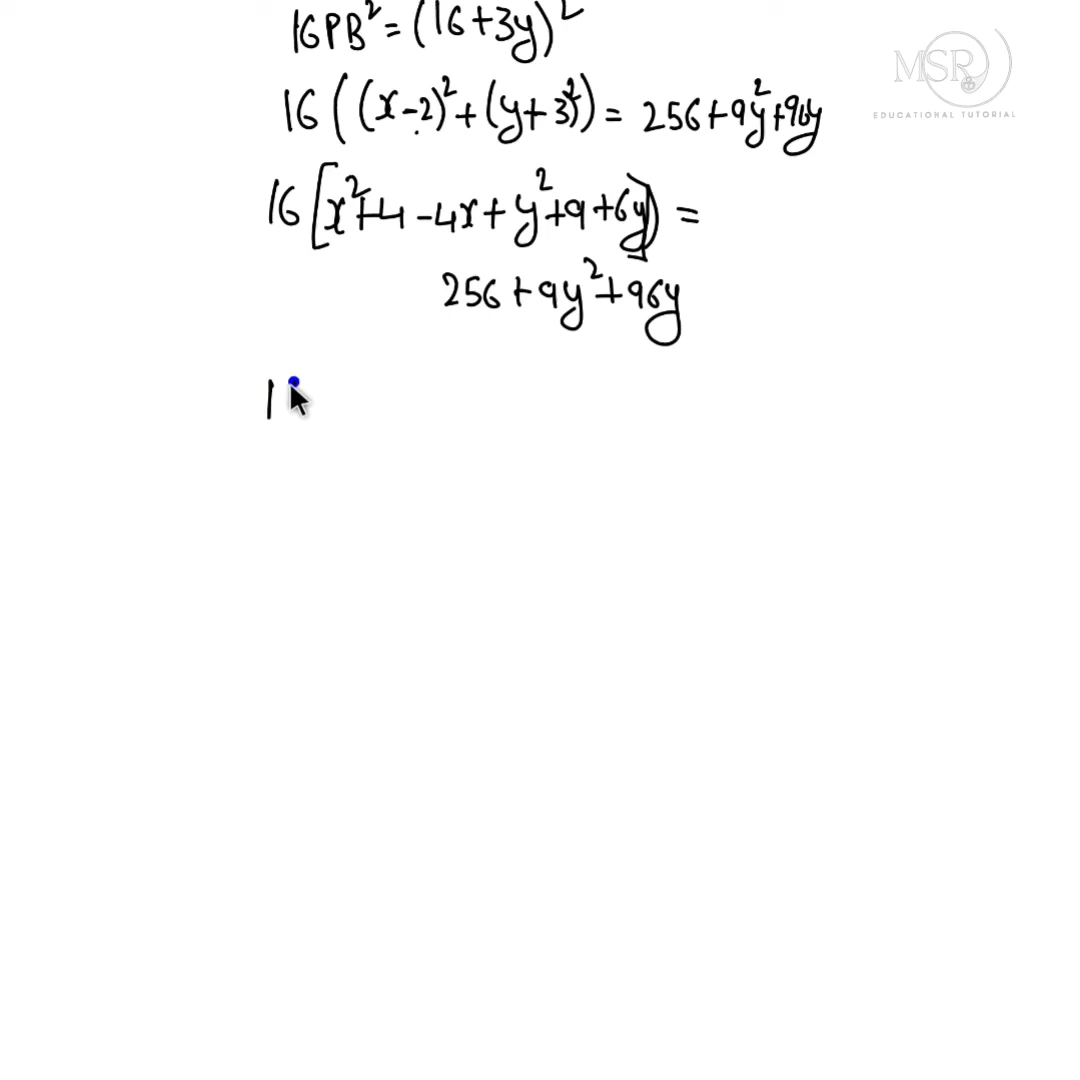 16PB² = (16+3y)²
MSR
EDUCATIONAL TUTORIAL
16((x-2)²+(y+3)²) = 256+9y²+96y
16[x²+4-4x+y²+9+6y)] =
256+9y²+96y
1